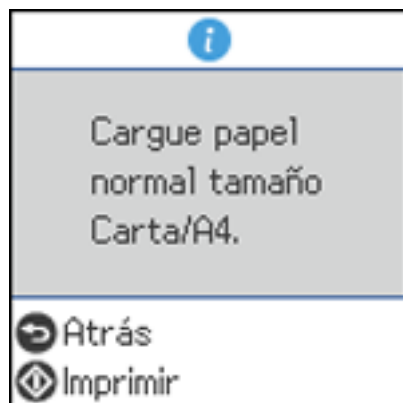 Cargue papel
normal tamaño
Carta/A4.
Atrás
Imprimir